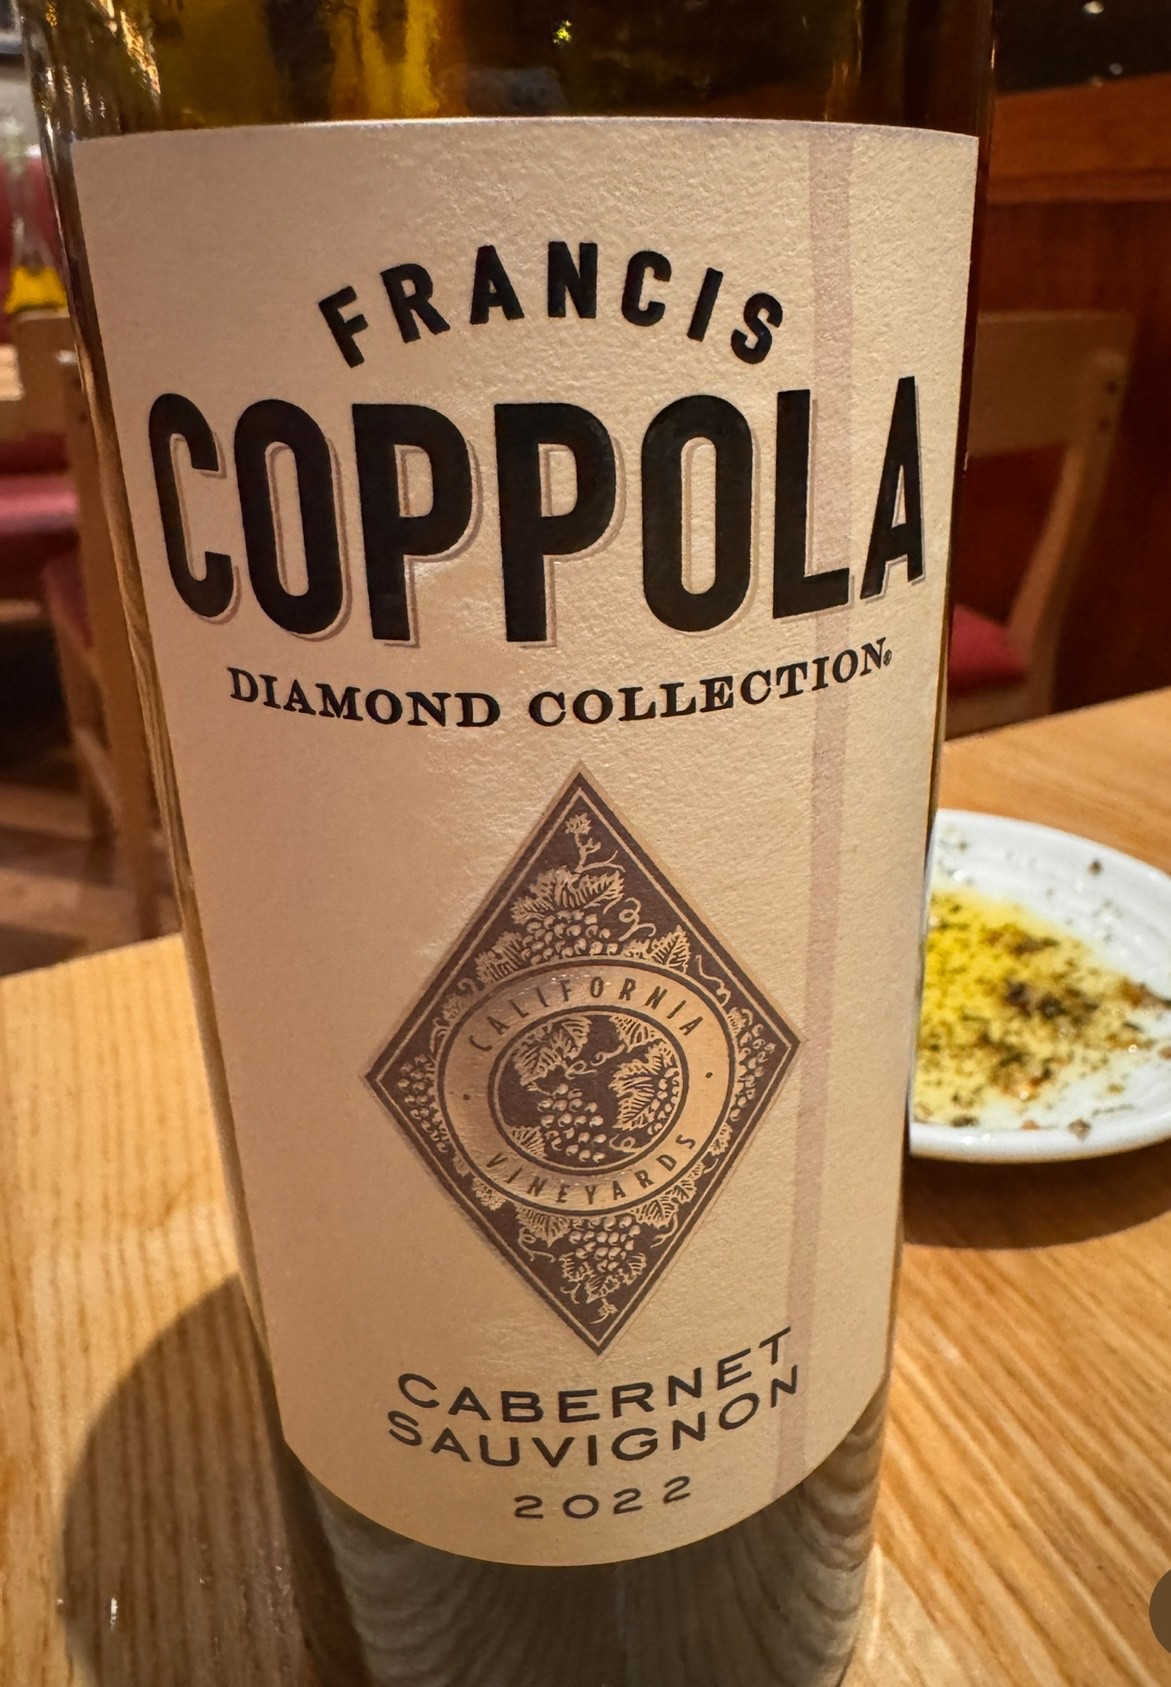 FRANCIS
COPPOLA
DIAMOND COLLECTION®
CALIFORNIA
VINEYARDS
CABERNET
SAUVIGNON
2022